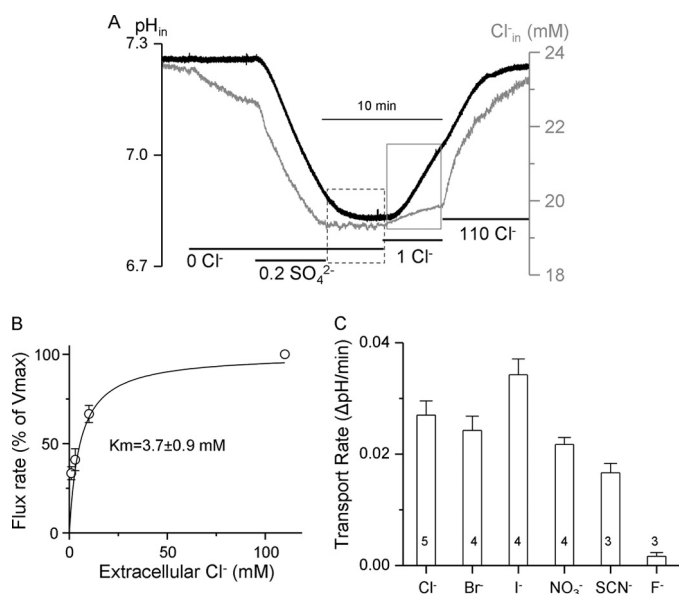 A
pHin
Cl-in (mM)
7.3
7.0
6.7
24
22
20
18
10 min
0 Cl-
0.2 SO42-
1 Cl-
110 Cl-
B
Flux rate (% of Vmax)
100
50
0
Km=3.7±0.9 mM
0 50 100
Extracellular Cl- (mM)
C
Transport Rate (ΔpH/min)
0.04
0.02
0.00
5 4 4 4 3 3
Cl- Br- I- NO3- SCN- F-